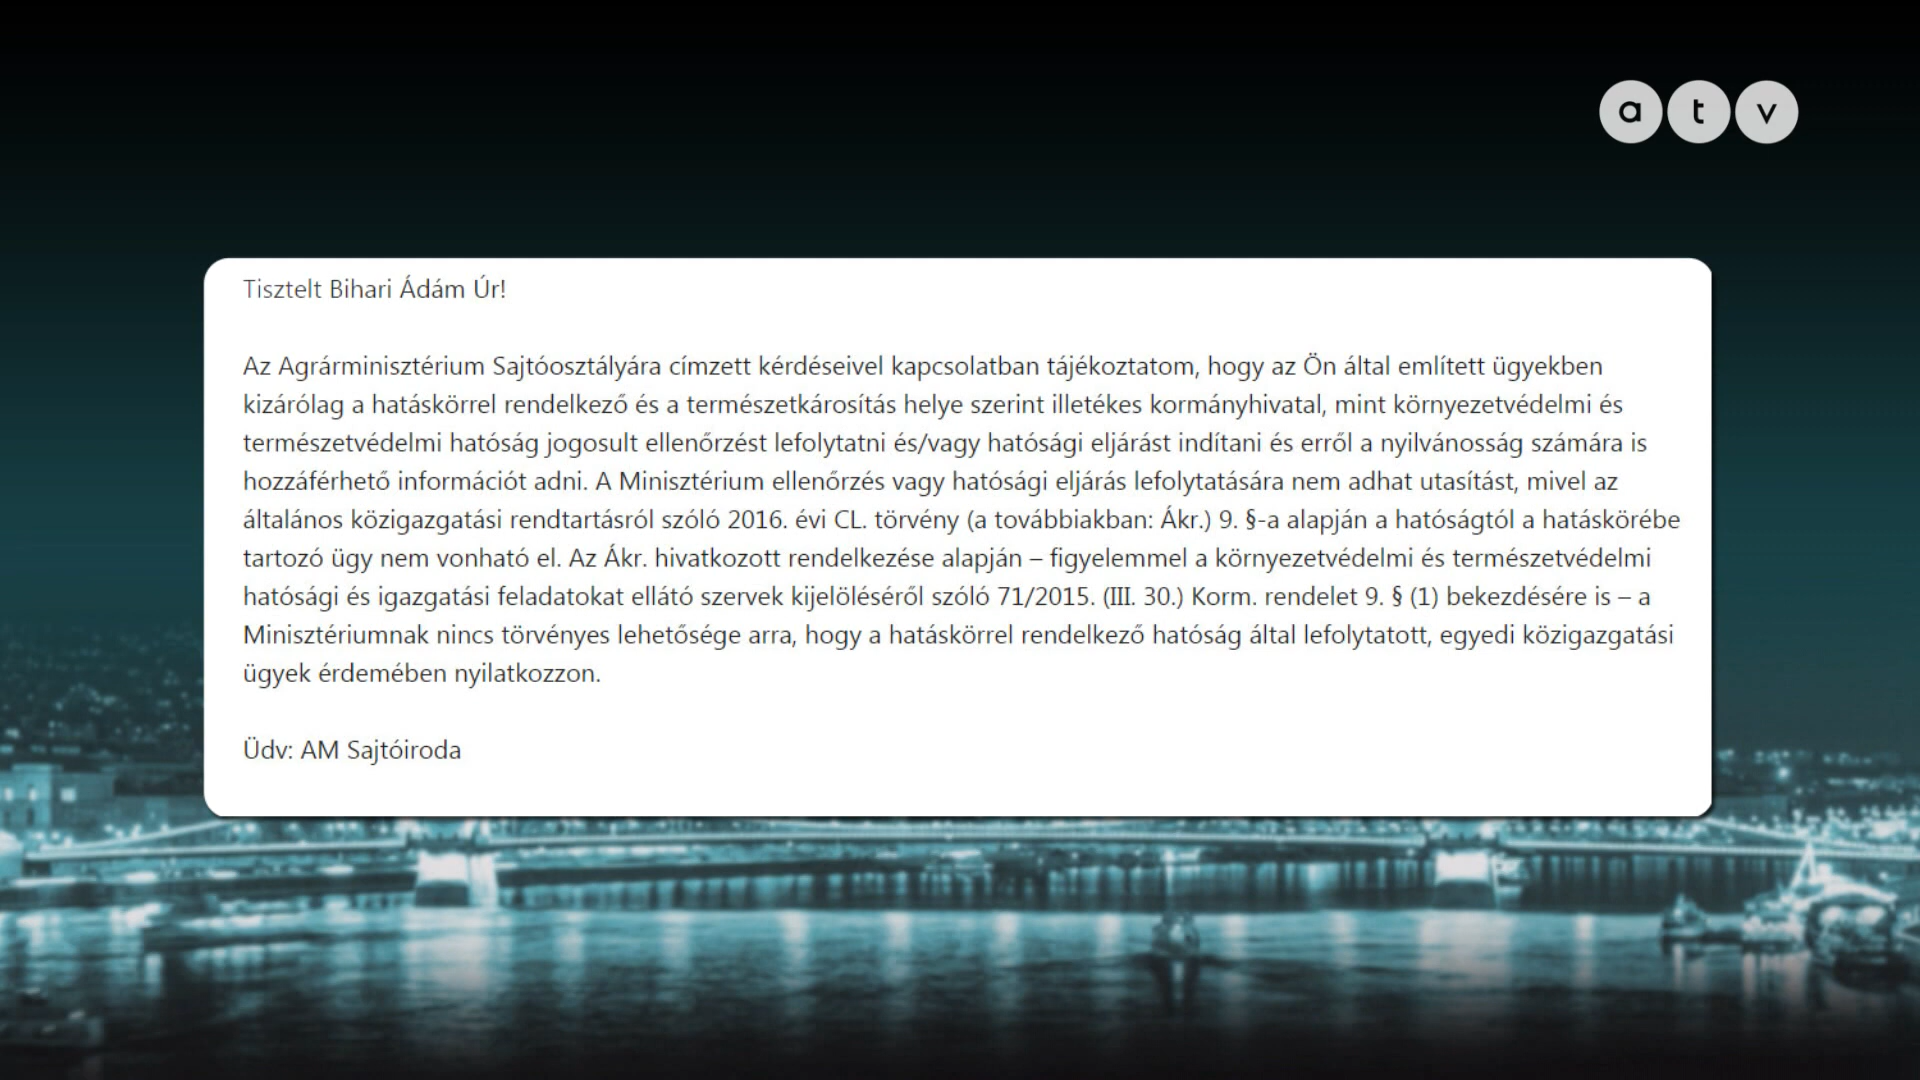 atv
Tisztelt Bihari Ádám Úr!
Az Agrárminisztérium Sajtóosztályára címzett kérdéseivel kapcsolatban tájékoztatom, hogy az Ön által említett ügyekben
kizárólag a hatáskörrel rendelkező és a természetkárosítás helye szerint illetékes kormányhivatal, mint környezetvédelmi és
természetvédelmi hatóság jogosult ellenőrzést lefolytatni és/vagy hatósági eljárást indítani és erről a nyilvánosság számára is
hozzáférhető információt adni. A Minisztérium ellenőrzés vagy hatósági eljárás lefolytatására nem adhat utasítást, mivel az
általános közigazgatási rendtartásról szóló 2016. évi CL. törvény (a továbbiakban: Ákr.) 9. §-a alapján a hatóságtól a hatáskörébe
tartozó ügy nem vonható el. Az Ákr. hivatkozott rendelkezése alapján – figyelemmel a környezetvédelmi és természetvédelmi
hatósági és igazgatási feladatokat ellátó szervek kijelöléséről szóló 71/2015. (III. 30.) Korm. rendelet 9. § (1) bekezdésére is – a
Minisztériumnak nincs törvényes lehetősége arra, hogy a hatáskörrel rendelkező hatóság által lefolytatott, egyedi közigazgatási
ügyek érdemében nyilatkozzon.
Üdv: AM Sajtóiroda